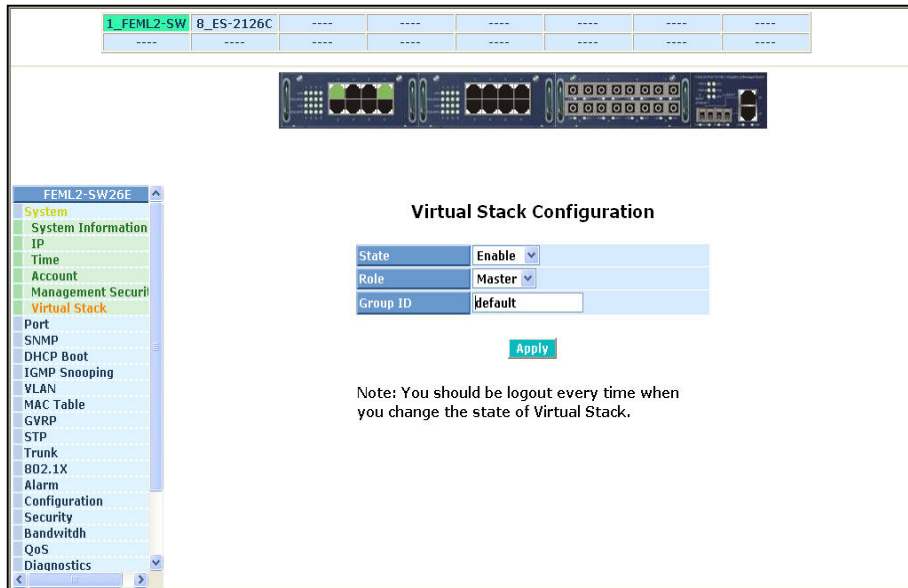 1_FEML2-SW 8_ES-2126C ---- ---- ---- ---- ---- ----
---- ---- ---- ---- ---- ---- ---- ----
FEML2-SW26E
System
System Information
IP
Time
Account
Management Securit
Virtual Stack
Port
SNMP
DHCP Boot
IGMP Snooping
VLAN
MAC Table
GVRP
STP
Trunk
802.1X
Alarm
Configuration
Security
Bandwitdh
QoS
Diagnostics
Virtual Stack Configuration
State Enable
Role Master
Group ID default
Apply
Note: You should be logout every time when
you change the state of Virtual Stack.